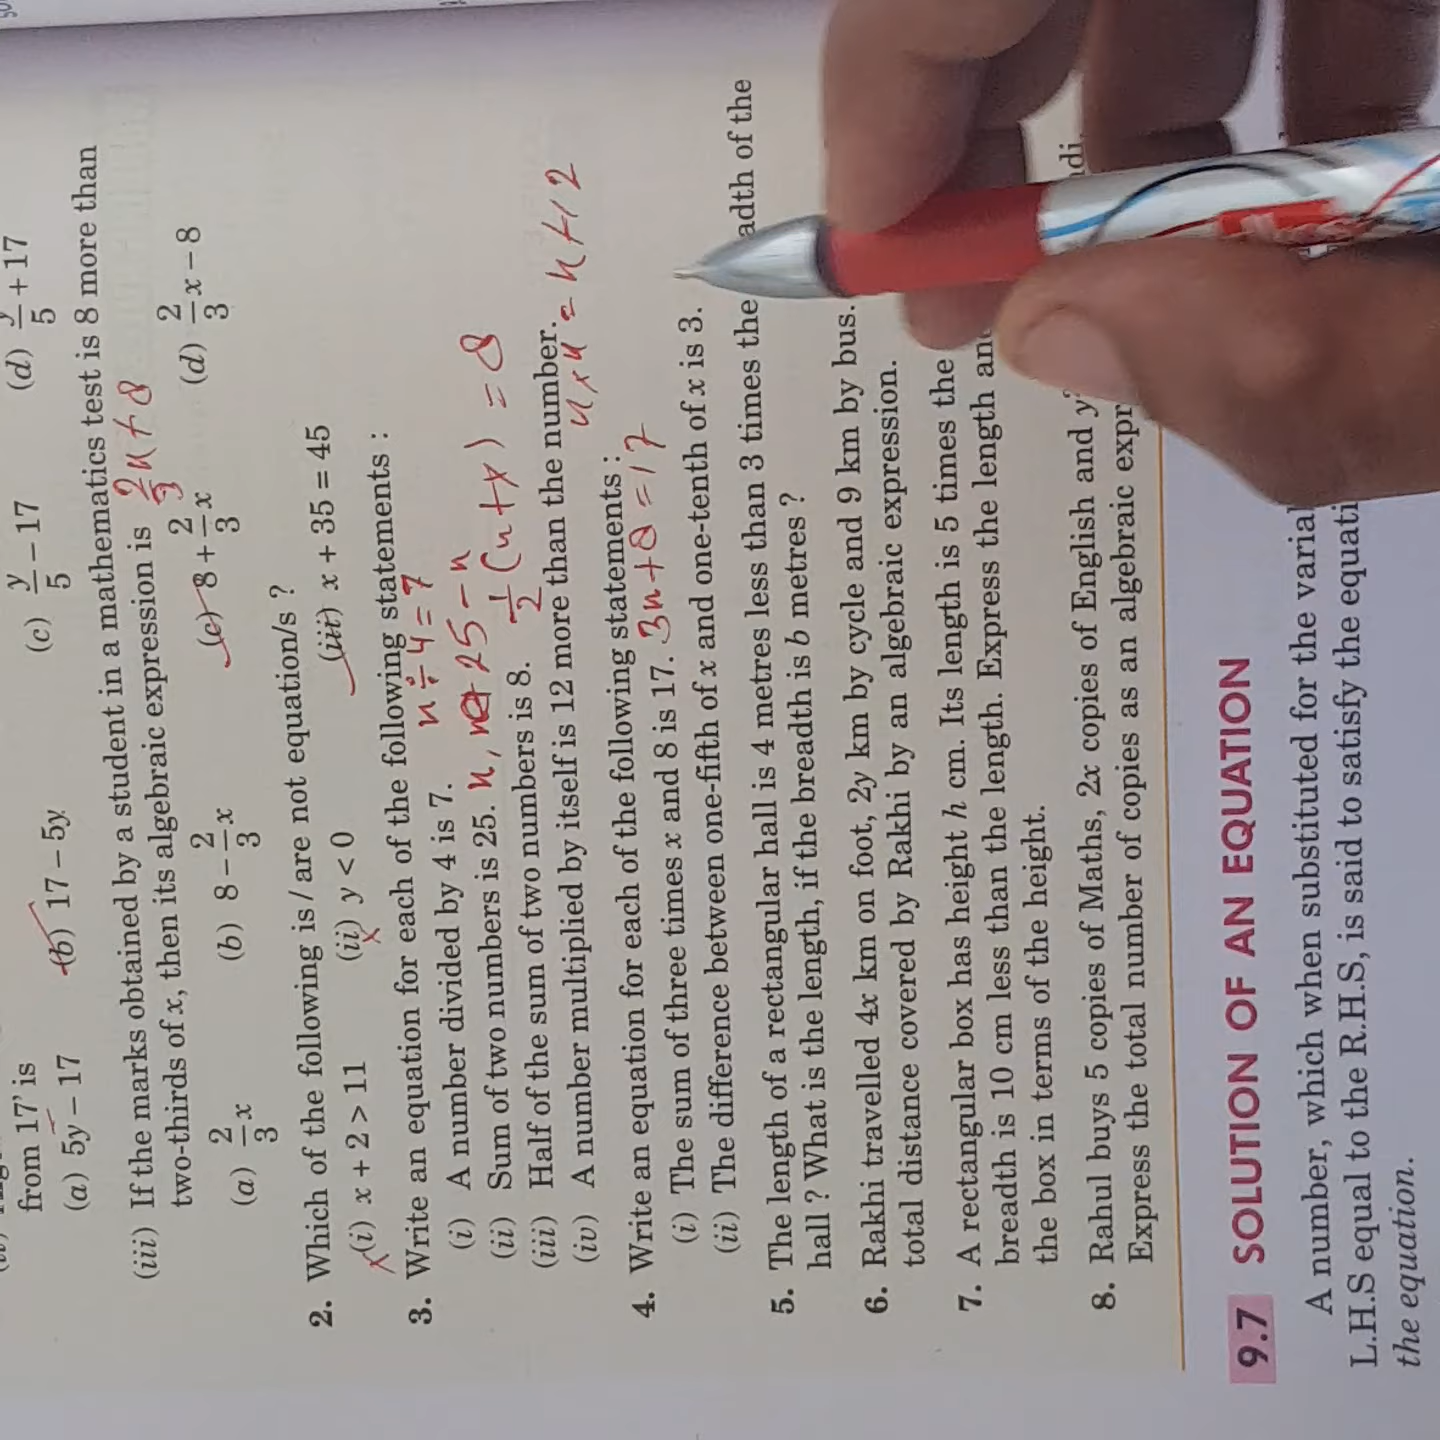 from 17' is
(a) 5y – 17 (b) 17 – 5y (c) y/5 – 17 (d) y/5 + 17
(iii) If the marks obtained by a student in a mathematics test is 8 more than
two-thirds of x, then its algebraic expression is 2/3 x + 8
(a) 2/3 x (b) 8 – 2/3 x (c) 8 + 2/3 x (d) 2/3 x – 8
2. Which of the following is / are not equation/s ?
(i) x + 2 > 11 (ii) y < 0 (iii) x + 35 = 45
3. Write an equation for each of the following statements :
(i) A number divided by 4 is 7. x ÷ 4 = 7
(ii) Sum of two numbers is 25. x, 25 – x
(iii) Half of the sum of two numbers is 8. 1/2 (x + y) = 8
(iv) A number multiplied by itself is 12 more than the number. x × x = x + 12
4. Write an equation for each of the following statements :
(i) The sum of three times x and 8 is 17. 3x + 8 = 17
(ii) The difference between one-fifth of x and one-tenth of x is 3.
5. The length of a rectangular hall is 4 metres less than 3 times the adth of the
hall ? What is the length, if the breadth is b metres ?
6. Rakhi travelled 4x km on foot, 2y km by cycle and 9 km by bus.
total distance covered by Rakhi by an algebraic expression.
7. A rectangular box has height h cm. Its length is 5 times the
breadth is 10 cm less than the length. Express the length and
the box in terms of the height.
8. Rahul buys 5 copies of Maths, 2x copies of English and y di.
Express the total number of copies as an algebraic expr
9.7 SOLUTION OF AN EQUATION
A number, which when substituted for the varia
L.H.S equal to the R.H.S, is said to satisfy the equati
the equation.